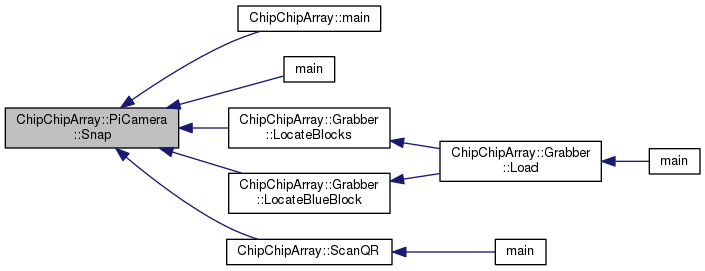 ChipChipArray::main
main
ChipChipArray::PiCamera
::Snap
ChipChipArray::Grabber
::LocateBlocks
ChipChipArray::Grabber
::Load
main
ChipChipArray::Grabber
::LocateBlueBlock
ChipChipArray::ScanQR
main